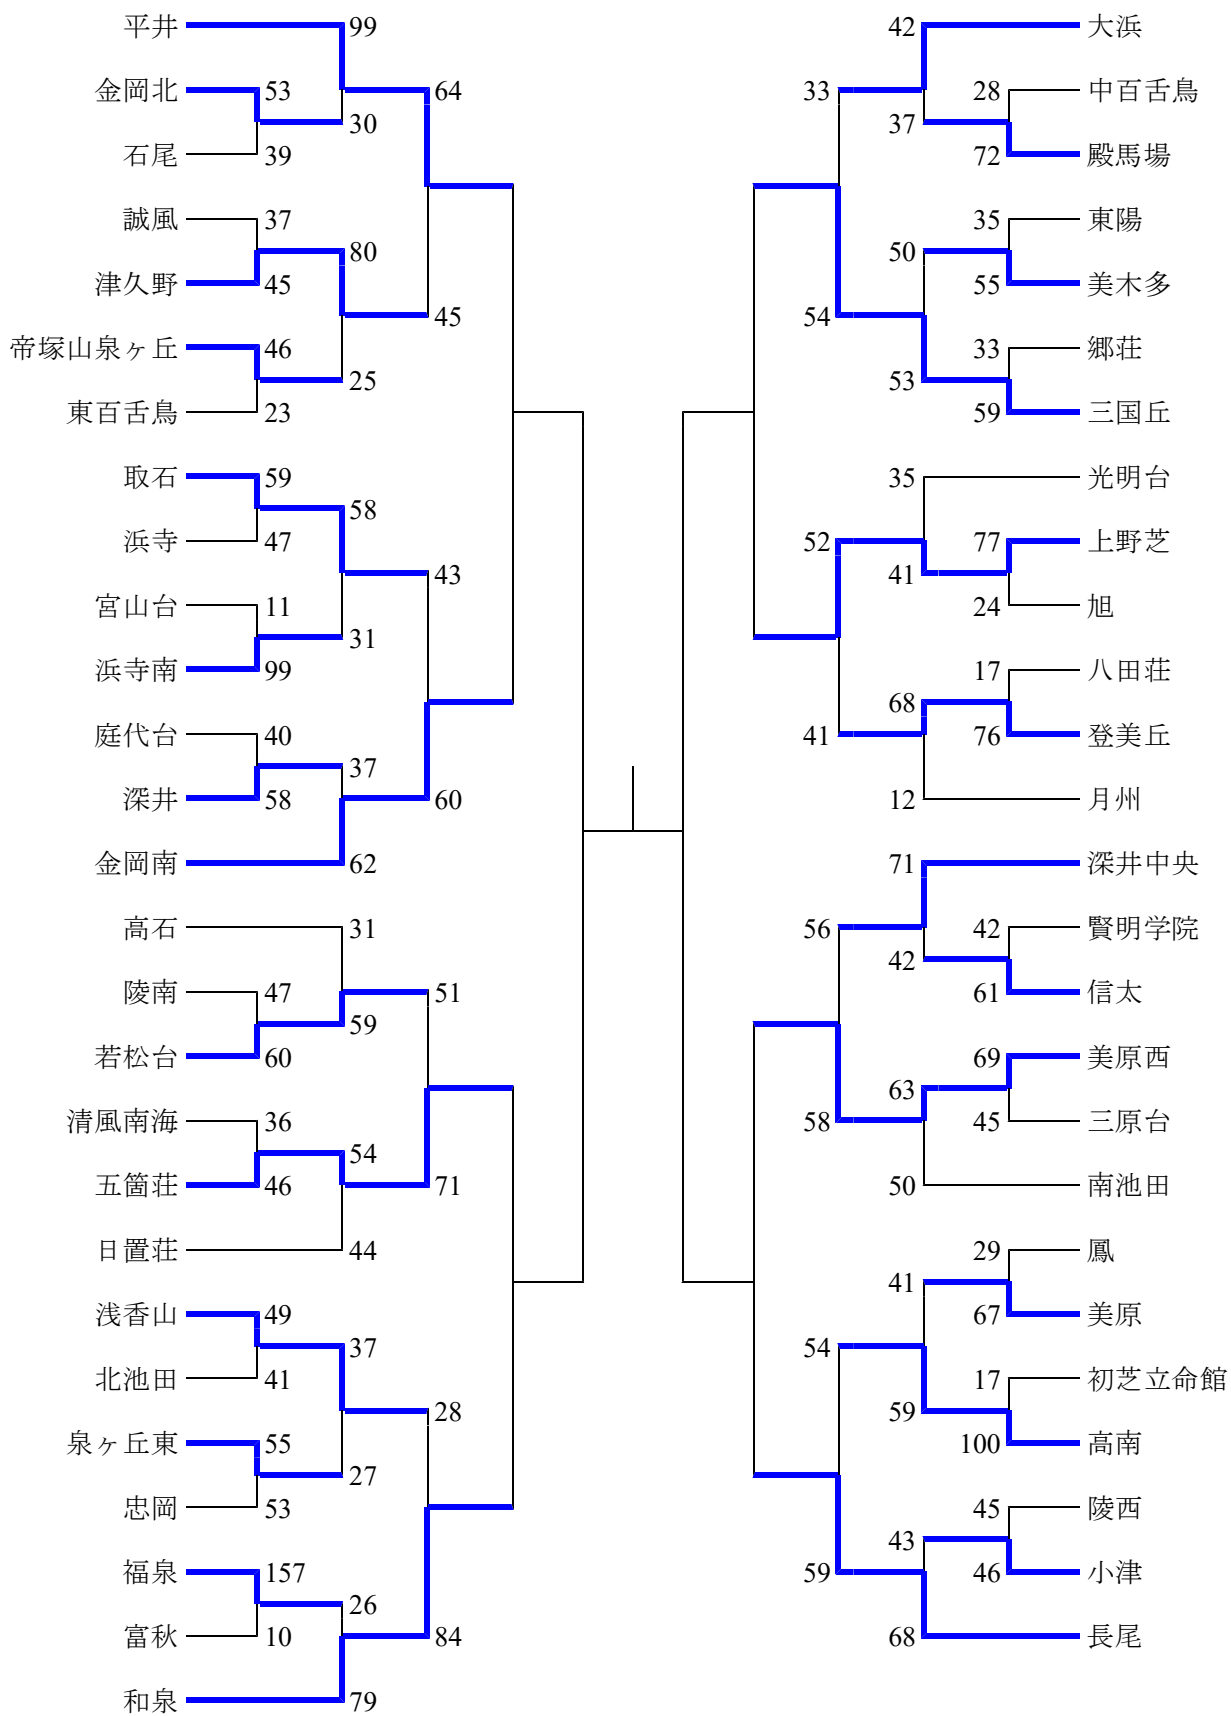 平井
99
金岡北
53
64
30
石尾
39
誠風
37
80
津久野
45
45
帝塚山泉ヶ丘
46
25
東百舌鳥
23
取石
59
58
浜寺
47
43
宮山台
11
31
浜寺南
99
庭代台
40
37
深井
58
60
金岡南
62
高石
31
陵南
47
51
59
若松台
60
清風南海
36
54
五箇荘
46
71
日置荘
44
浅香山
49
37
北池田
41
28
泉ヶ丘東
55
27
忠岡
53
福泉
157
26
富秋
10
84
和泉
79
42
大浜
33
28
中百舌鳥
37
72
殿馬場
35
東陽
50
55
美木多
54
33
郷荘
53
59
三国丘
35
光明台
52
77
上野芝
41
24
旭
17
八田荘
68
41
76
登美丘
12
月州
71
深井中央
56
42
賢明学院
42
61
信太
69
美原西
63
58
45
三原台
50
南池田
29
鳳
41
67
美原
54
17
初芝立命館
59
100
高南
45
陵西
43
59
46
小津
68
長尾